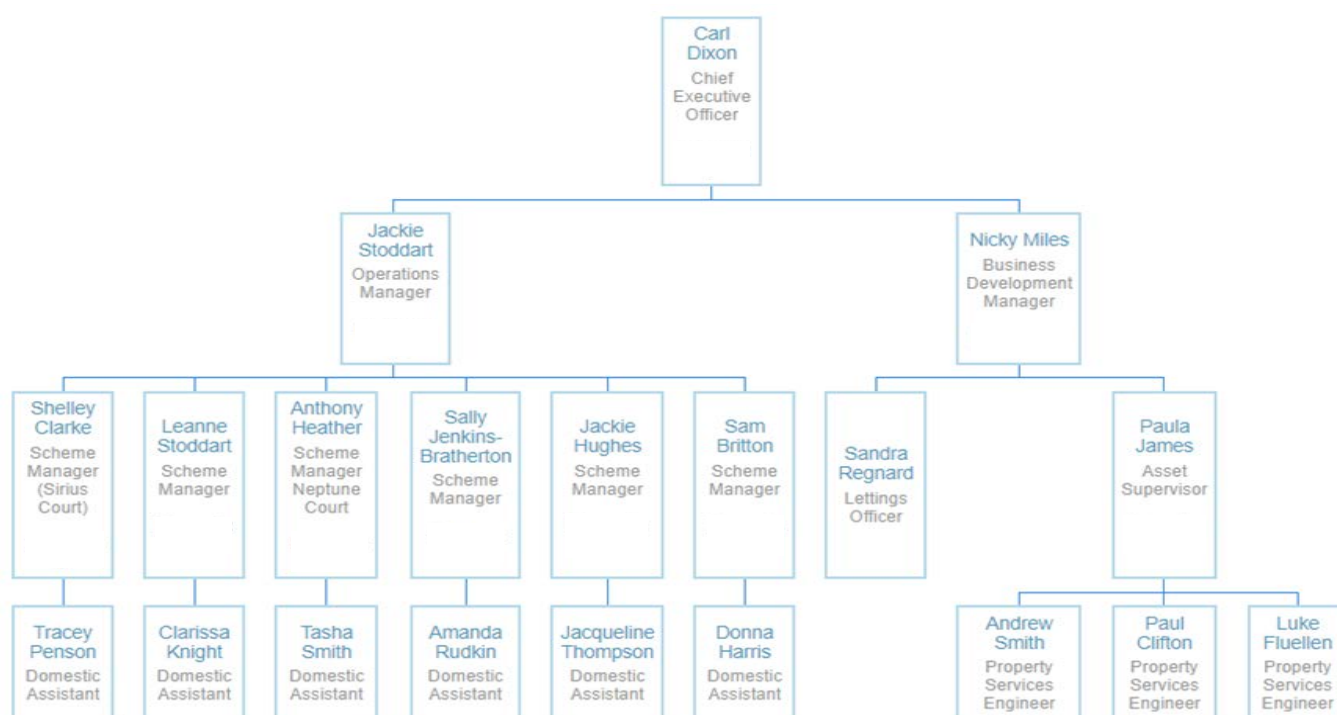 Carl
Dixon
Chief
Executive
Officer
Jackie
Stoddart
Operations
Manager
Nicky Miles
Business
Development
Manager
Shelley
Clarke
Scheme
Manager
(Sirius
Court)
Leanne
Stoddart
Scheme
Manager
Anthony
Heather
Scheme
Manager
Neptune
Court
Sally
Jenkins-
Bratherton
Scheme
Manager
Jackie
Hughes
Scheme
Manager
Sam
Britton
Scheme
Manager
Sandra
Regnard
Lettings
Officer
Paula
James
Asset
Supervisor
Tracey
Penson
Domestic
Assistant
Clarissa
Knight
Domestic
Assistant
Tasha
Smith
Domestic
Assistant
Amanda
Rudkin
Domestic
Assistant
Jacqueline
Thompson
Domestic
Assistant
Donna
Harris
Domestic
Assistant
Andrew
Smith
Property
Services
Engineer
Paul
Clifton
Property
Services
Engineer
Luke
Fluellen
Property
Services
Engineer